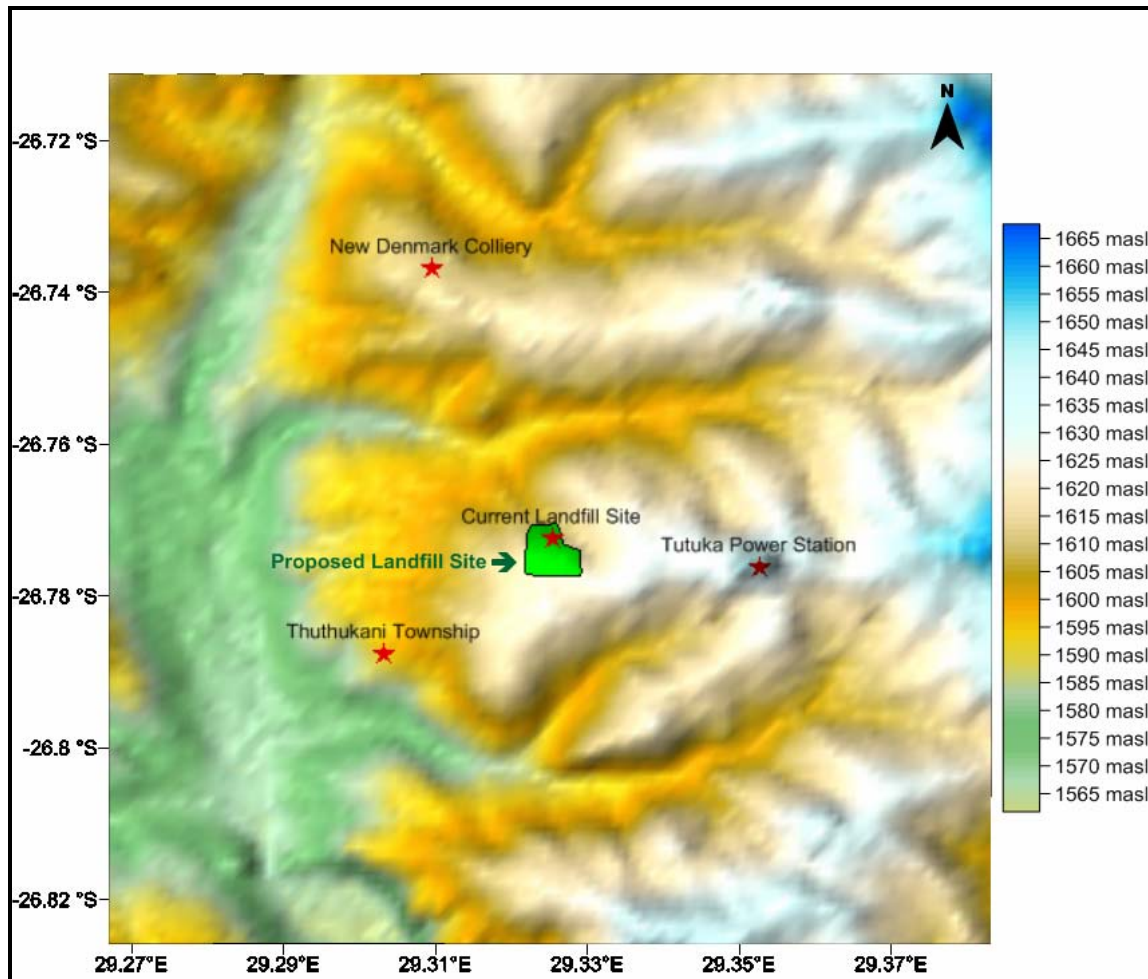 N
-26.72 °S
-26.74 °S
-26.76 °S
-26.78 °S
-26.8 °S
-26.82 °S
New Denmark Colliery
Current Landfill Site
Tutuka Power Station
Proposed Landfill Site
Thuthukani Township
1665 masl
1660 masl
1655 masl
1650 masl
1645 masl
1640 masl
1635 masl
1630 masl
1625 masl
1620 masl
1615 masl
1610 masl
1605 masl
1600 masl
1595 masl
1590 masl
1585 masl
1580 masl
1575 masl
1570 masl
1565 masl
29.27°E 29.29°E 29.31°E 29.33°E 29.35°E 29.37°E